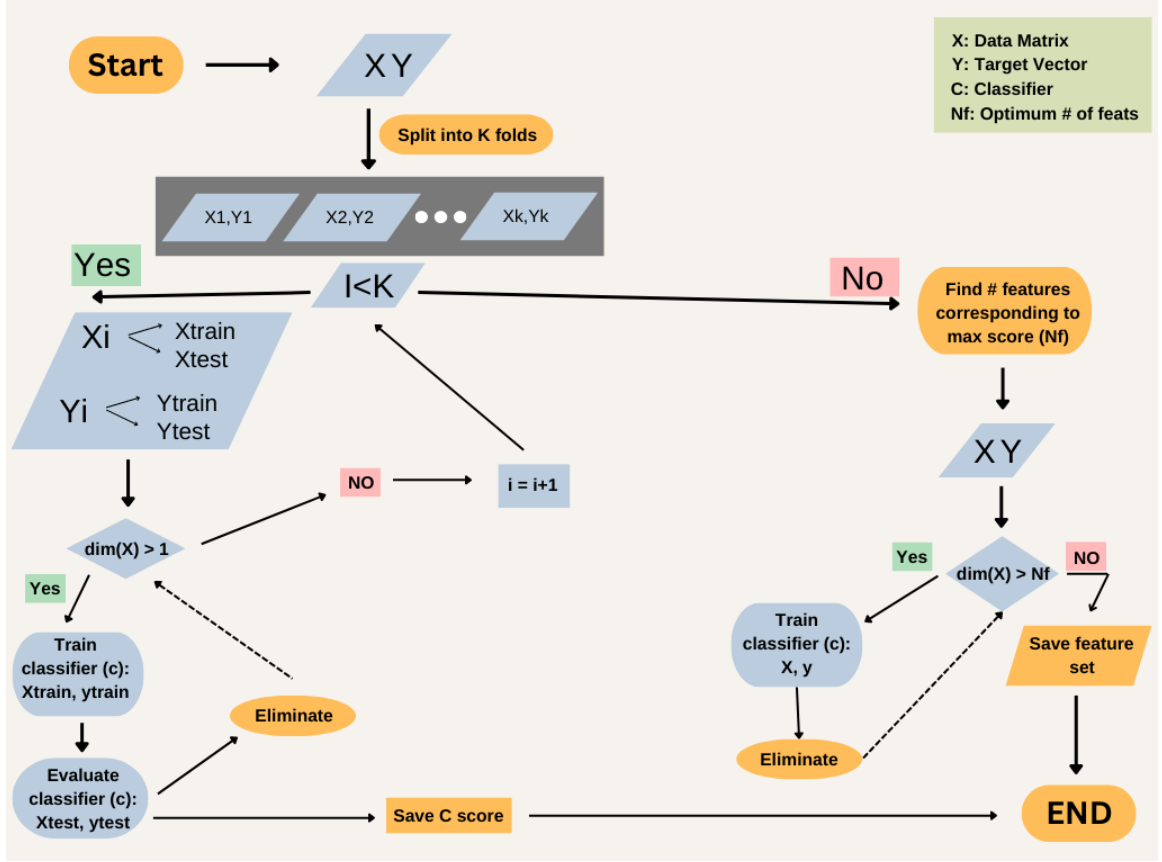 Start
X Y
X: Data Matrix
Y: Target Vector
C: Classifier
Nf: Optimum # of feats
Split into K folds
X1,Y1
X2,Y2
Xk,Yk
Yes
I<K
No
Find # features
corresponding to
max score (Nf)
Xi
Xtrain
Xtest
Yi
Ytrain
Ytest
X Y
NO
i = i+1
dim(X) > 1
Yes
Train
classifier (c):
Xtrain, ytrain
Eliminate
Evaluate
classifier (c):
Xtest, ytest
Save C score
Yes
dim(X) > Nf
NO
Train
classifier (c):
X, y
Save feature
set
Eliminate
END